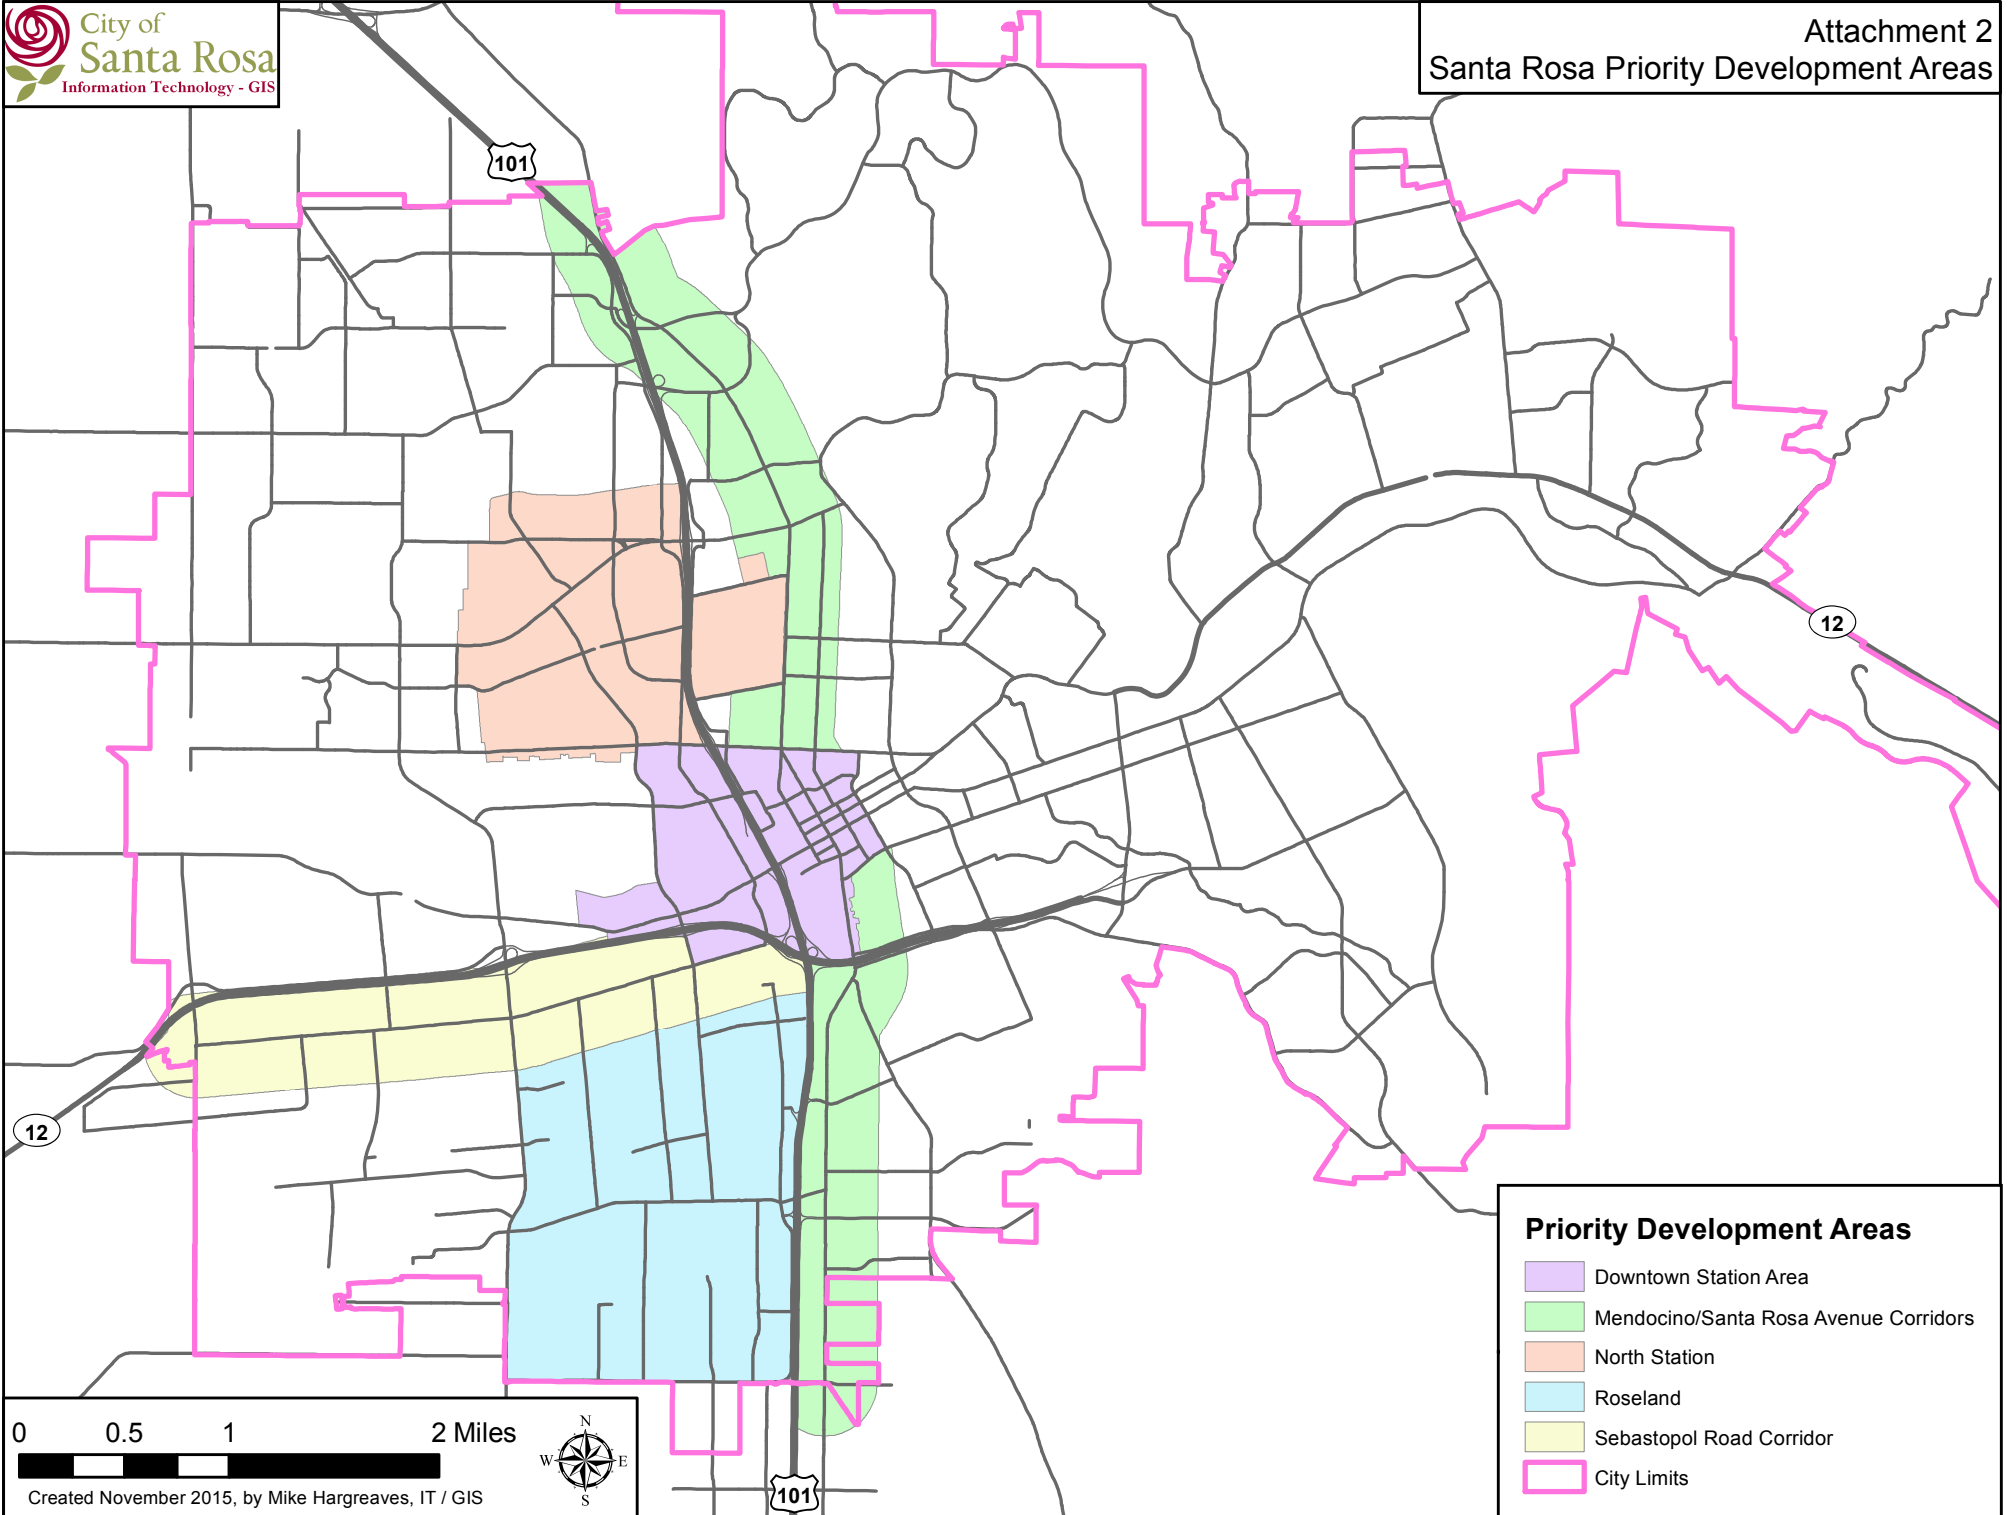 City of
Santa Rosa
Information Technology - GIS
Attachment 2
Santa Rosa Priority Development Areas
101
12
12
101
Priority Development Areas
Downtown Station Area
Mendocino/Santa Rosa Avenue Corridors
North Station
Roseland
Sebastopol Road Corridor
City Limits
0 0.5 1 2 Miles
N
W E
S
Created November 2015, by Mike Hargreaves, IT / GIS